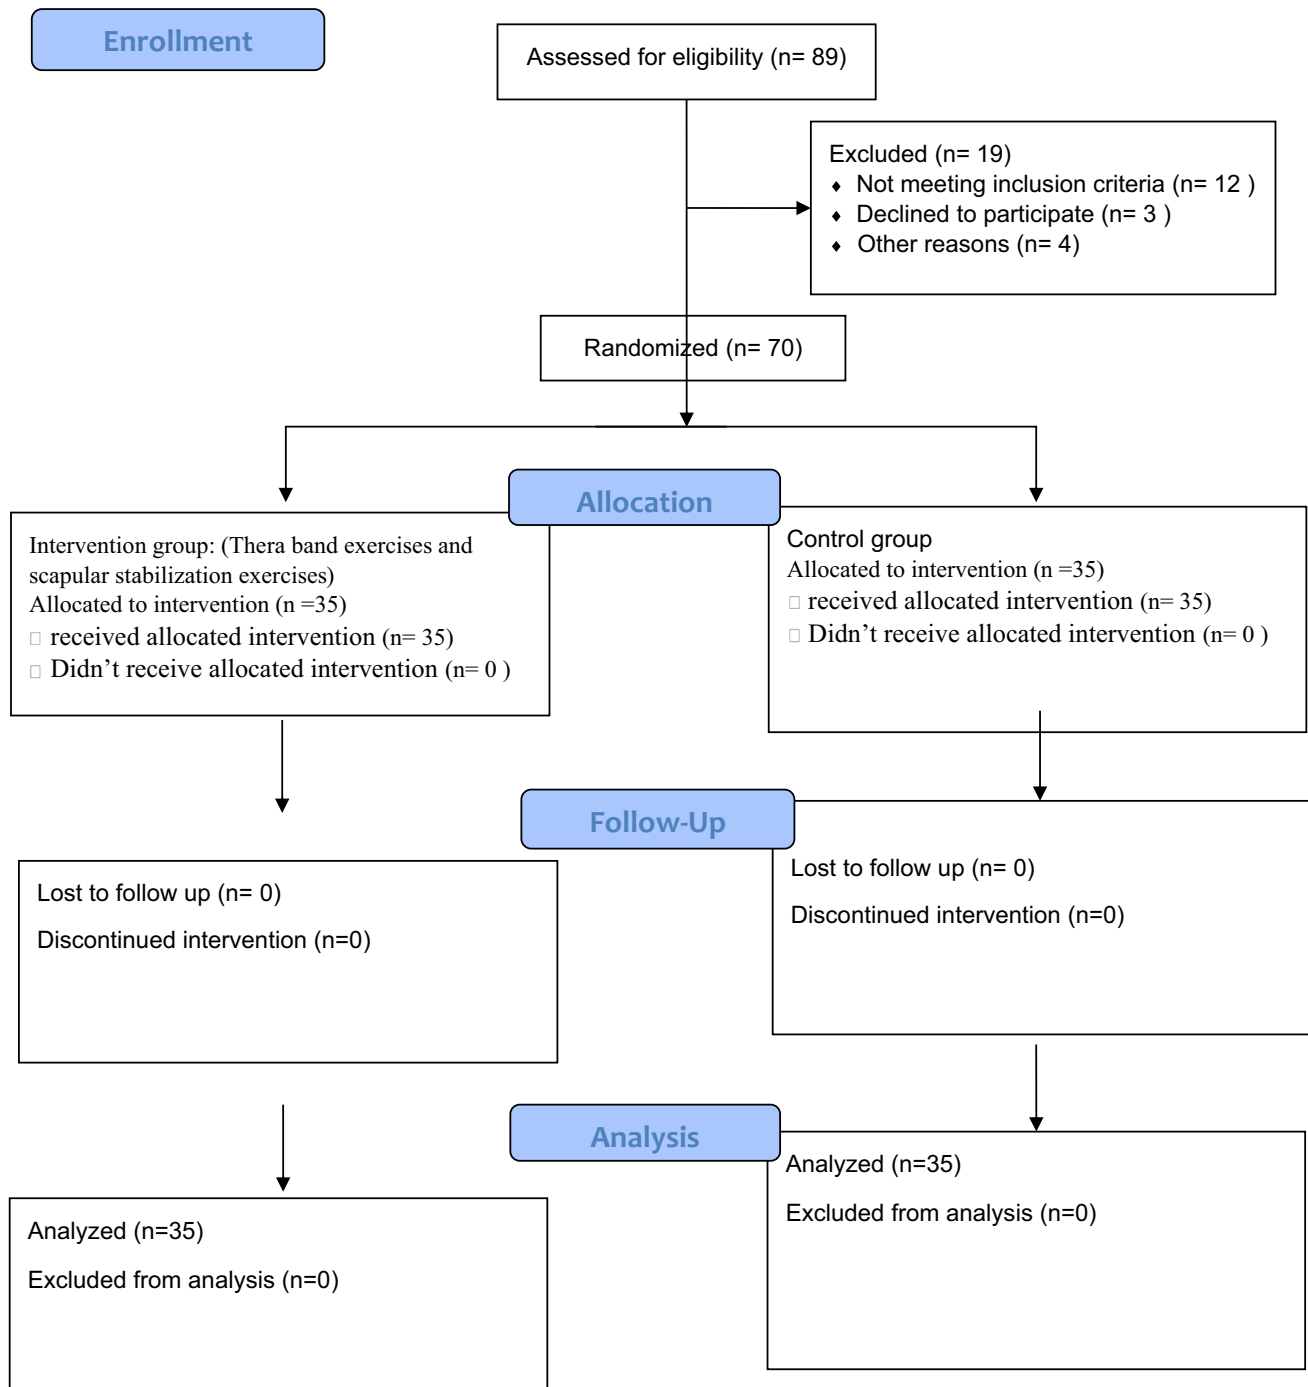 Enrollment
Assessed for eligibility (n= 89)
Excluded (n= 19)
♦ Not meeting inclusion criteria (n= 12 )
♦ Declined to participate (n= 3 )
♦ Other reasons (n= 4)
Randomized (n= 70)
Allocation
Intervention group: (Thera band exercises and
scapular stabilization exercises)
Allocated to intervention (n =35)
□ received allocated intervention (n= 35)
□ Didn’t receive allocated intervention (n= 0 )
Control group
Allocated to intervention (n =35)
□ received allocated intervention (n= 35)
□ Didn’t receive allocated intervention (n= 0 )
Follow-Up
Lost to follow up (n= 0)
Discontinued intervention (n=0)
Lost to follow up (n= 0)
Discontinued intervention (n=0)
Analysis
Analyzed (n=35)
Excluded from analysis (n=0)
Analyzed (n=35)
Excluded from analysis (n=0)